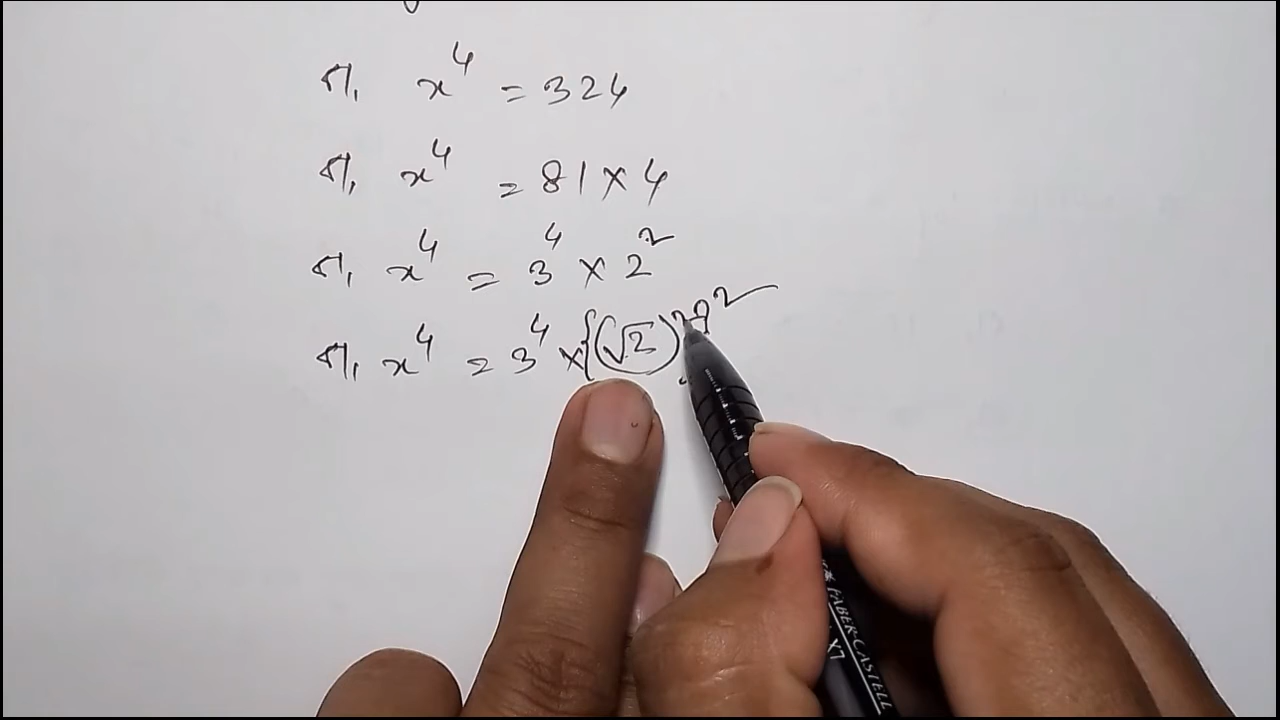 বা, x⁴ = 324
বা, x⁴ = 81 × 4
বা, x⁴ = 3⁴ × 2²
বা, x⁴ = 3⁴ × {(√2)²}²
FABER-CASTELL